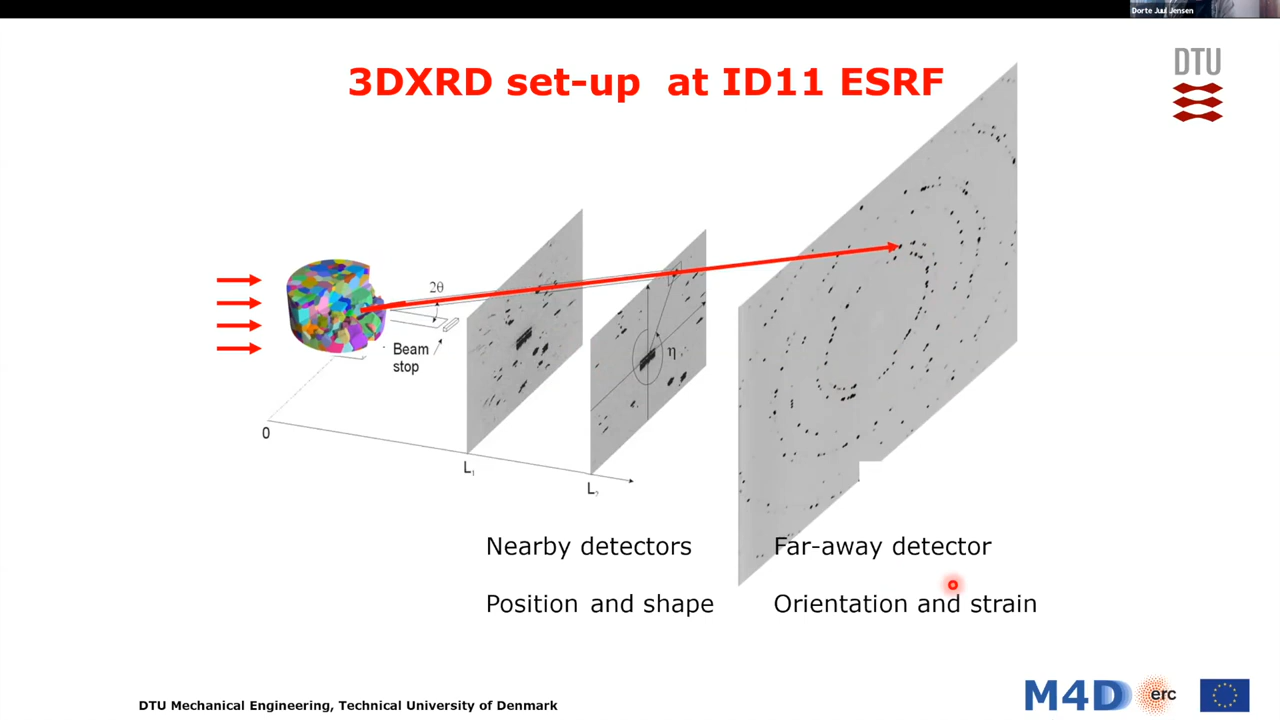 Dorte Juul Jensen
3DXRD set-up at ID11 ESRF
DTU
2θ
Beam
stop
η
0
L1
L2
Nearby detectors
Far-away detector
Position and shape
Orientation and strain
DTU Mechanical Engineering, Technical University of Denmark
M4D
erc